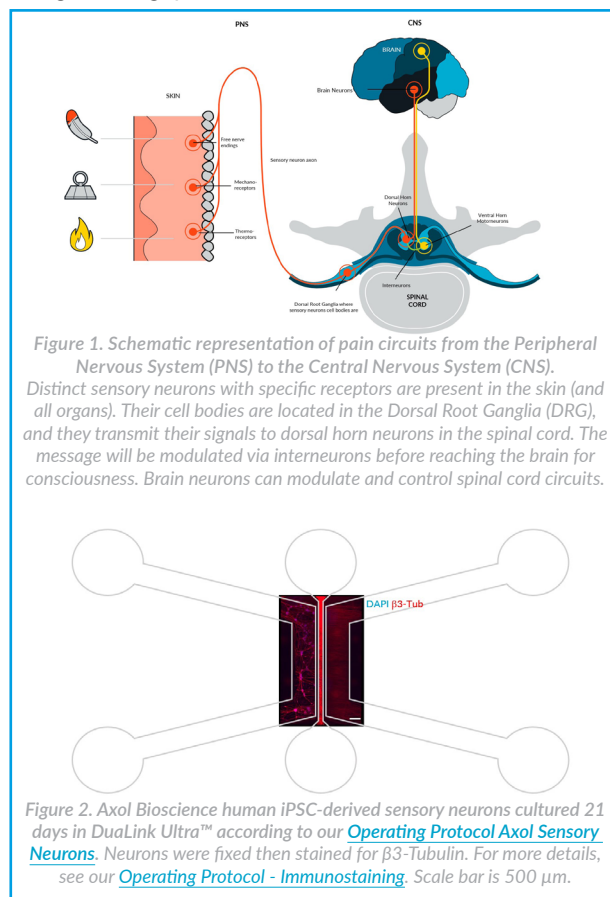 PNS
CNS
BRAIN
Brain Neurons
SKIN
Free nerve
endings
Sensory neuron axon
Mechano-
receptors
Thermo-
receptors
Dorsal Horn
Neurons
Ventral Horn
Motorneurons
Interneurons
Dorsal Root Ganglia where
sensory neurons cell bodies are
SPINAL
CORD
Figure 1. Schematic representation of pain circuits from the Peripheral
Nervous System (PNS) to the Central Nervous System (CNS).
Distinct sensory neurons with specific receptors are present in the skin (and
all organs). Their cell bodies are located in the Dorsal Root Ganglia (DRG),
and they transmit their signals to dorsal horn neurons in the spinal cord. The
message will be modulated via interneurons before reaching the brain for
consciousness. Brain neurons can modulate and control spinal cord circuits.
DAPI β3-Tub
Figure 2. Axol Bioscience human iPSC-derived sensory neurons cultured 21
days in DuaLink Ultra™ according to our Operating Protocol Axol Sensory
Neurons. Neurons were fixed then stained for β3-Tubulin. For more details,
see our Operating Protocol - Immunostaining. Scale bar is 500 µm.